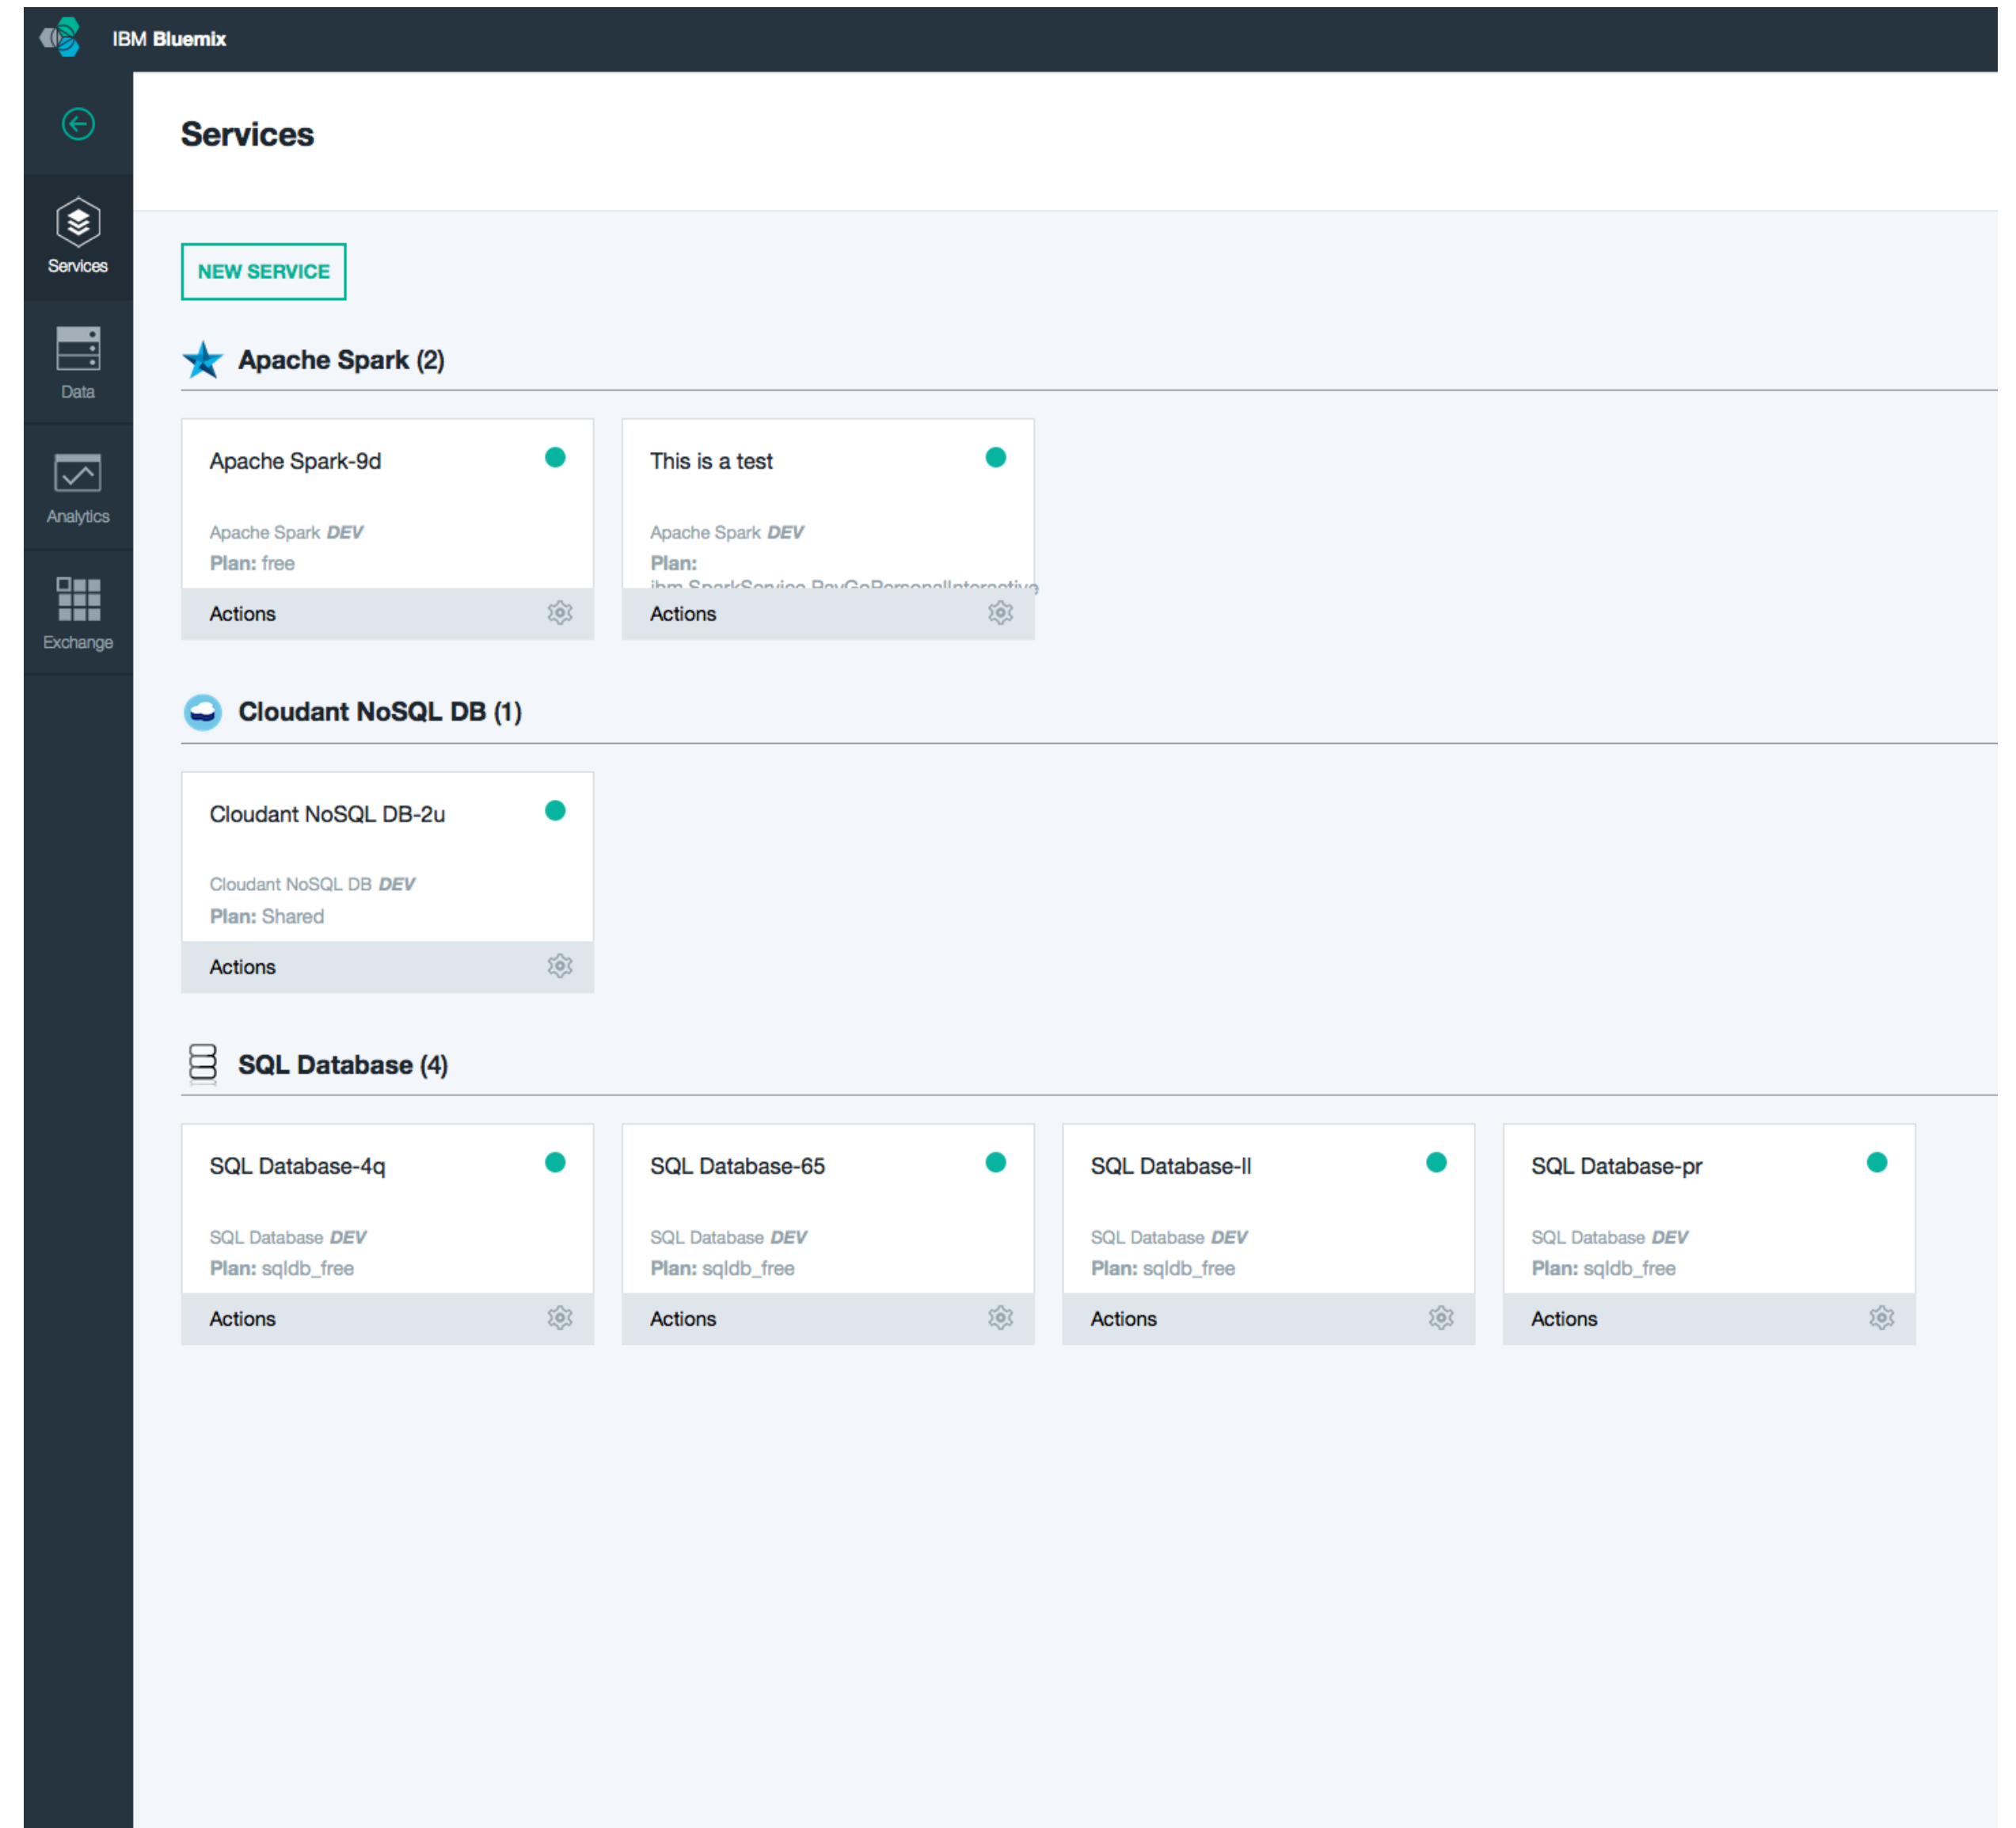 IBM Bluemix
Services
Services
Data
Analytics
Exchange
NEW SERVICE
Apache Spark (2)
Apache Spark-9d
Apache Spark DEV
Plan: free
Actions
This is a test
Apache Spark DEV
Plan:
ibm.SparkService.PayGoPersonalInteractive
Actions
Cloudant NoSQL DB (1)
Cloudant NoSQL DB-2u
Cloudant NoSQL DB DEV
Plan: Shared
Actions
SQL Database (4)
SQL Database-4q
SQL Database DEV
Plan: sqldb_free
Actions
SQL Database-65
SQL Database DEV
Plan: sqldb_free
Actions
SQL Database-ll
SQL Database DEV
Plan: sqldb_free
Actions
SQL Database-pr
SQL Database DEV
Plan: sqldb_free
Actions